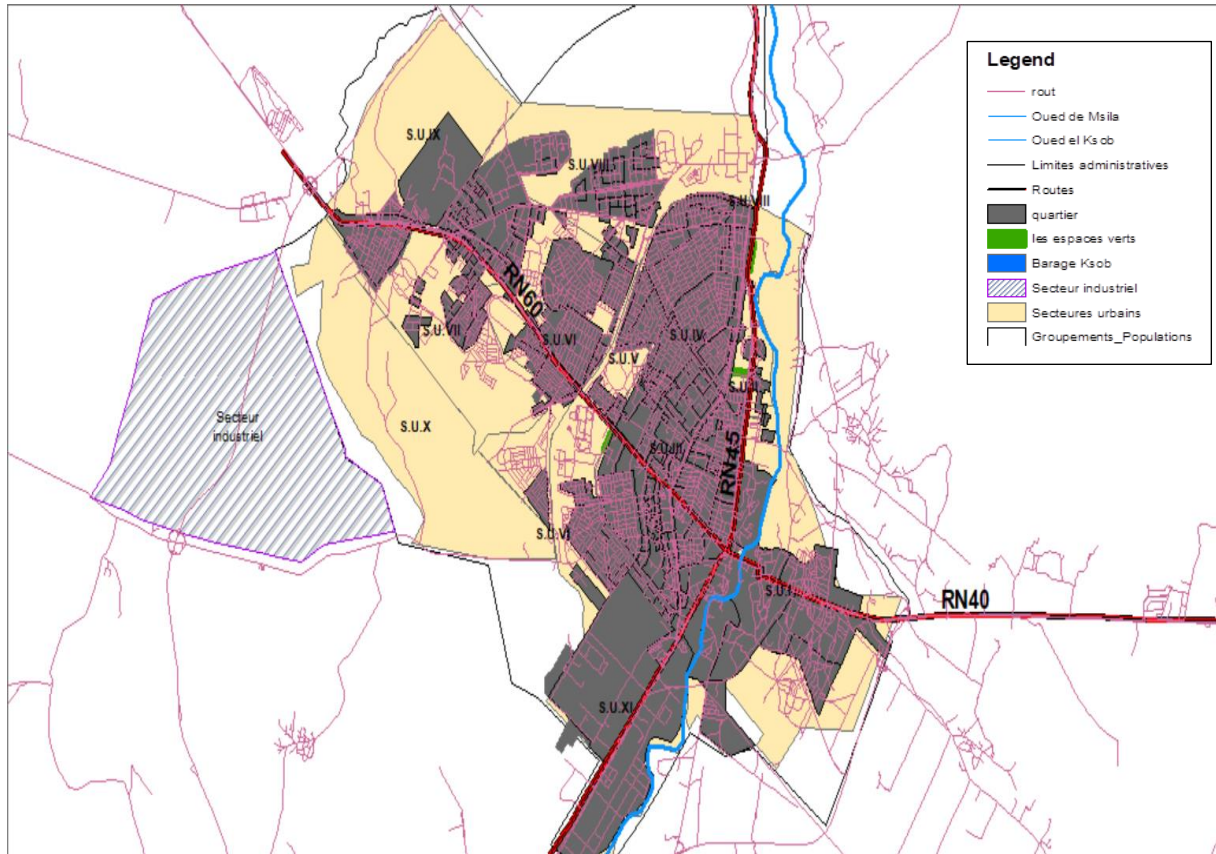 Legend
rout
Oued de Msila
Oued el Ksob
Limites administratives
Routes
quartier
les espaces verts
Barage Ksob
Secteur industriel
Secteures urbains
Groupements_Populations
S.U.IX
S.U.VIII
S.U.VIII
RN60
S.U.VII
S.U.VI
S.U.IV
S.U.V
Secteur
industriel
S.U.X
S.U.III
RN45
S.U.VI
S.U.I
RN40
S.U.XI